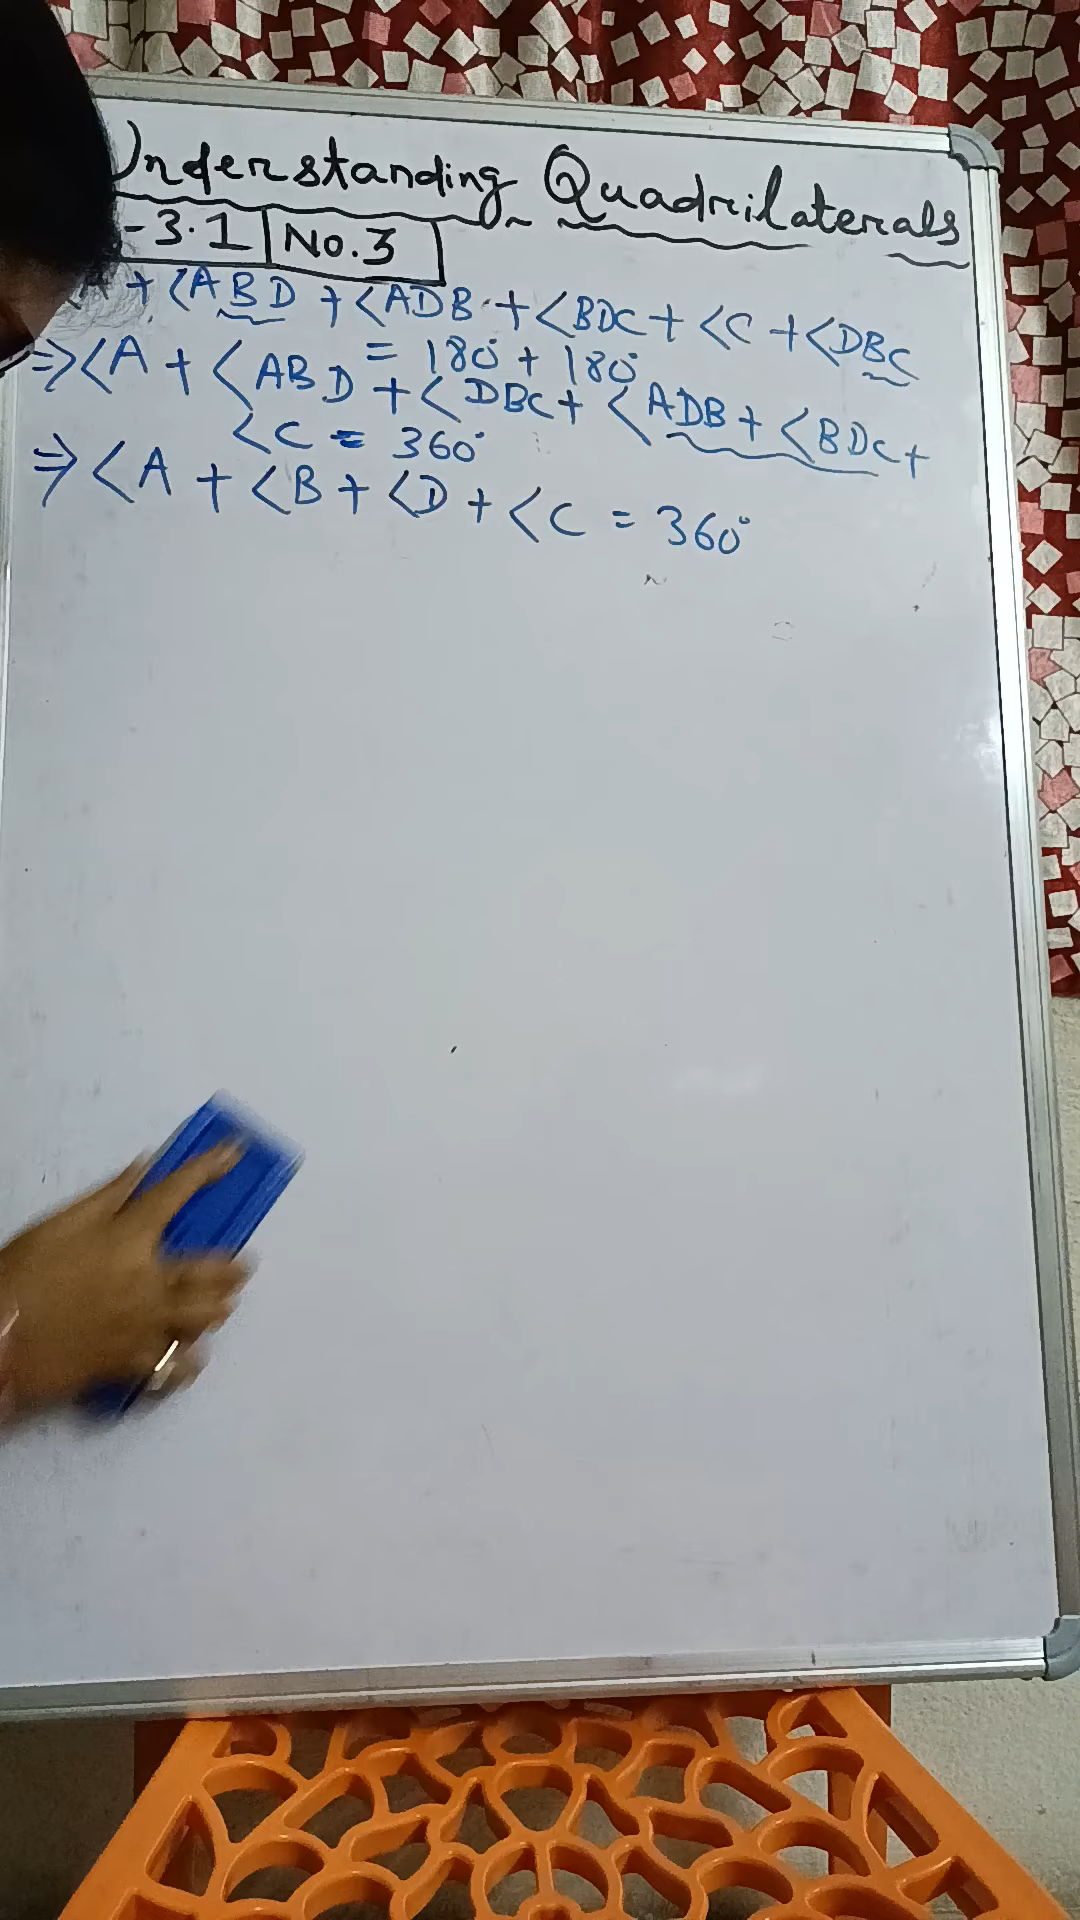 Understanding Quadrilaterals
-3.1 No.3
A + <ABD + <ADB + <BDC + <C + <DBC
= 180° + 180°
=> <A + <ABD + <DBC + <ADB + <BDC +
<C = 360°
=> <A + <B + <D + <C = 360°